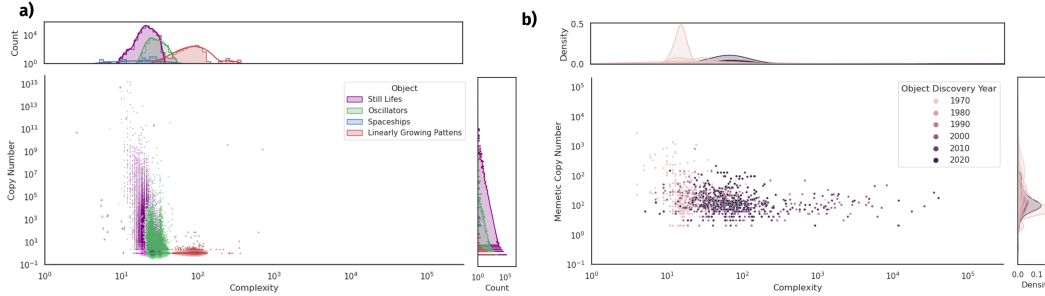 a)
Count
10^4
10^0
Object
Still Lifes
Oscillators
Spaceships
Linearly Growing Pattens
Copy Number
10^15
10^13
10^11
10^9
10^7
10^5
10^3
10^1
10^-1
10^0
10^1
10^2
10^3
10^4
10^5
Complexity
10^0
10^5
Count
b)
Density
0.5
0.0
Object Discovery Year
1970
1980
1990
2000
2010
2020
Memetic Copy Number
10^5
10^4
10^3
10^2
10^1
10^0
10^-1
10^0
10^1
10^2
10^3
10^4
10^5
Complexity
0.0
0.1
Densit